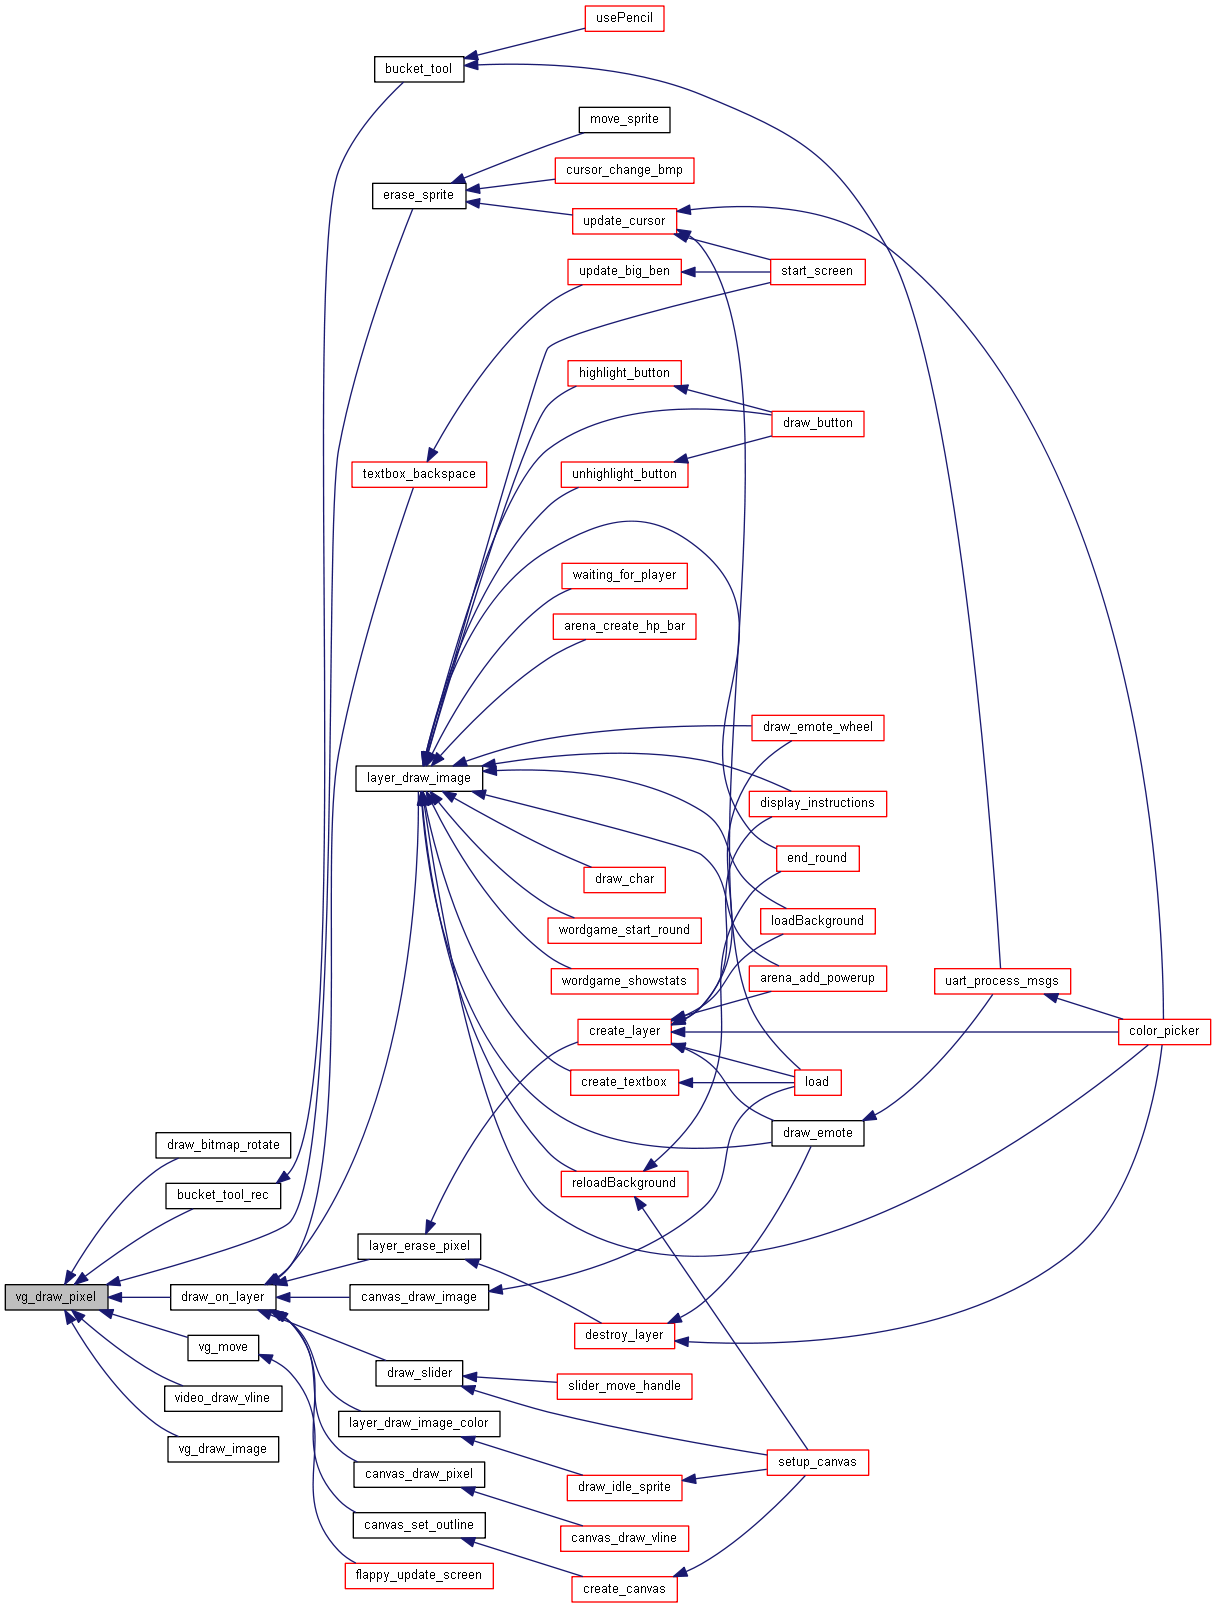 usePencil
bucket_tool
move_sprite
cursor_change_bmp
erase_sprite
update_cursor
update_big_ben
start_screen
highlight_button
draw_button
textbox_backspace
unhighlight_button
waiting_for_player
arena_create_hp_bar
draw_emote_wheel
layer_draw_image
display_instructions
end_round
draw_char
loadBackground
wordgame_start_round
wordgame_showstats
arena_add_powerup
uart_process_msgs
create_layer
color_picker
create_textbox
load
draw_emote
draw_bitmap_rotate
reloadBackground
bucket_tool_rec
layer_erase_pixel
vg_draw_pixel
draw_on_layer
canvas_draw_image
destroy_layer
vg_move
draw_slider
slider_move_handle
video_draw_vline
layer_draw_image_color
vg_draw_image
setup_canvas
canvas_draw_pixel
draw_idle_sprite
canvas_set_outline
canvas_draw_vline
flappy_update_screen
create_canvas